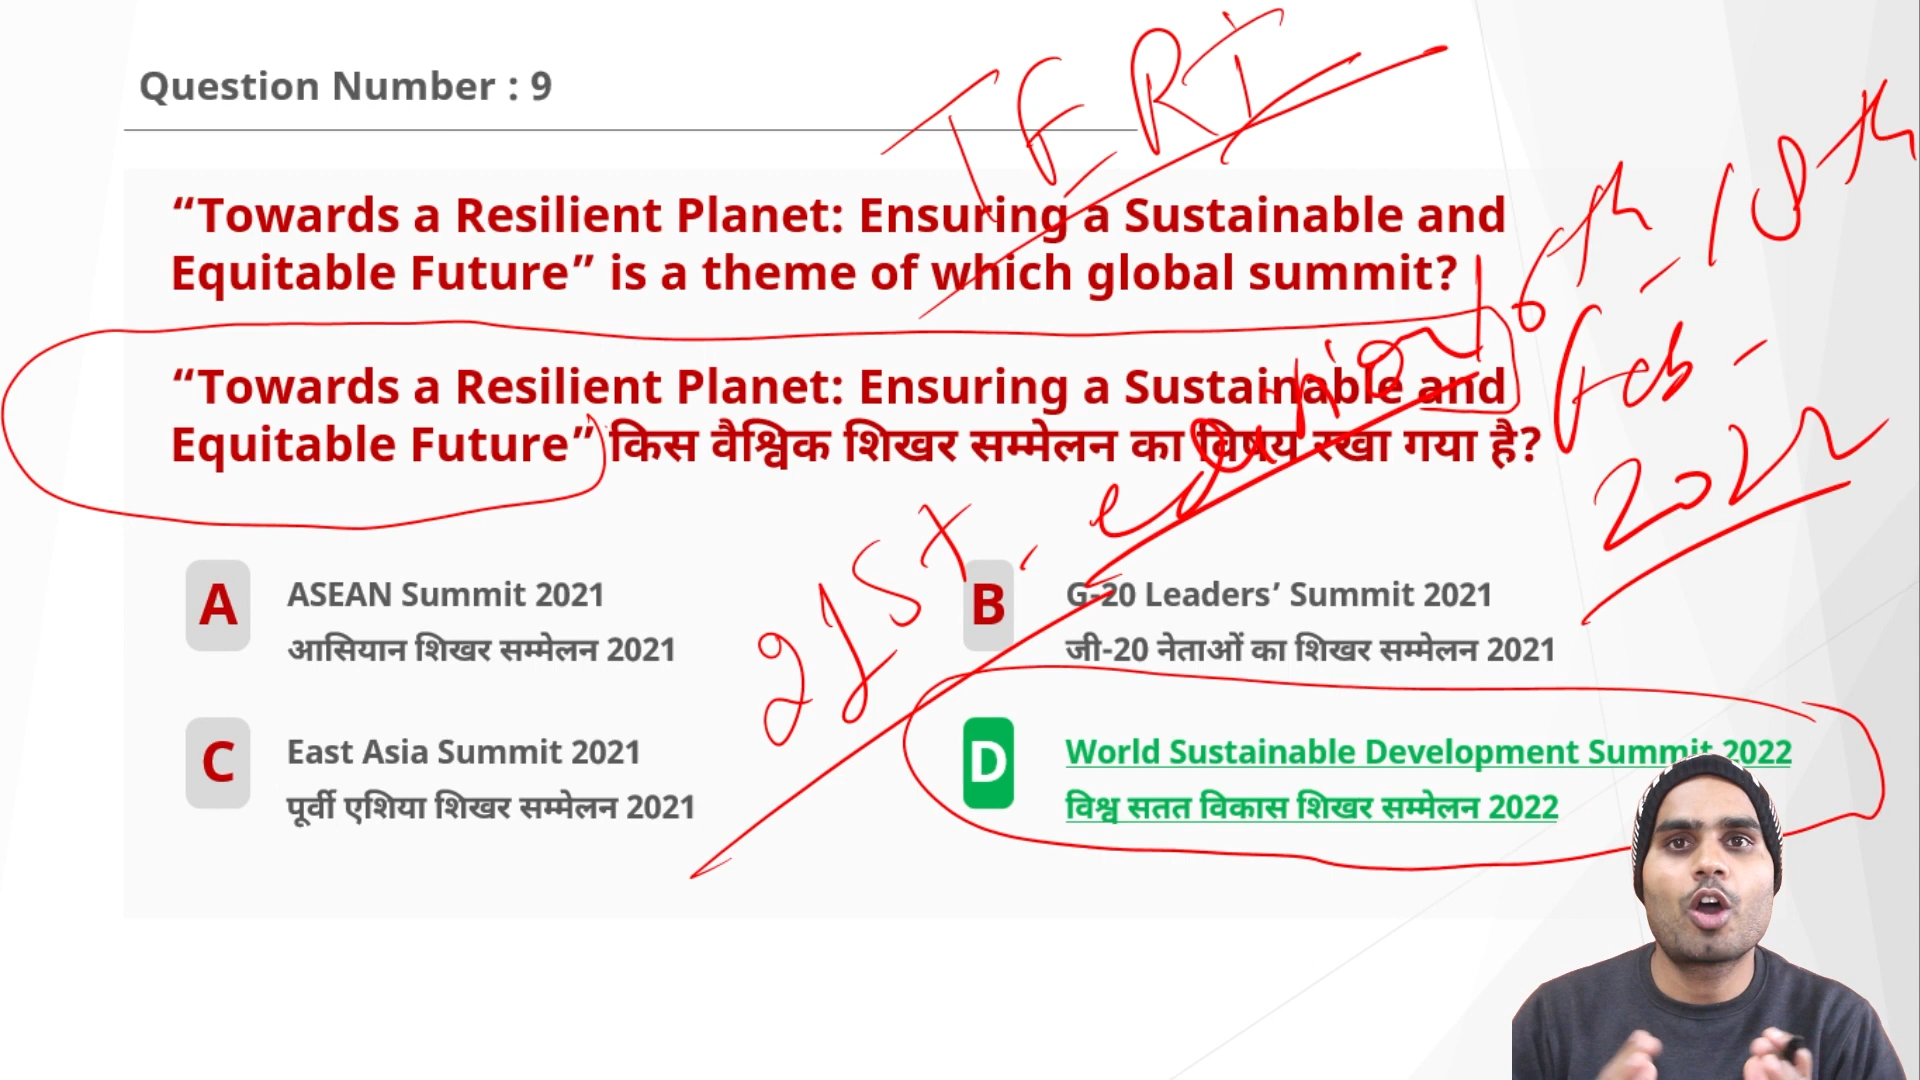 Question Number : 9
TERI
“Towards a Resilient Planet: Ensuring a Sustainable and
Equitable Future” is a theme of which global summit?
16th - 18th
Feb -
2022
“Towards a Resilient Planet: Ensuring a Sustainable and
Equitable Future” किस वैश्विक शिखर सम्मेलन का विषय रखा गया है?
21st. edition
A ASEAN Summit 2021
आसियान शिखर सम्मेलन 2021
B G-20 Leaders’ Summit 2021
जी-20 नेताओं का शिखर सम्मेलन 2021
C East Asia Summit 2021
पूर्वी एशिया शिखर सम्मेलन 2021
D World Sustainable Development Summit 2022
विश्व सतत विकास शिखर सम्मेलन 2022